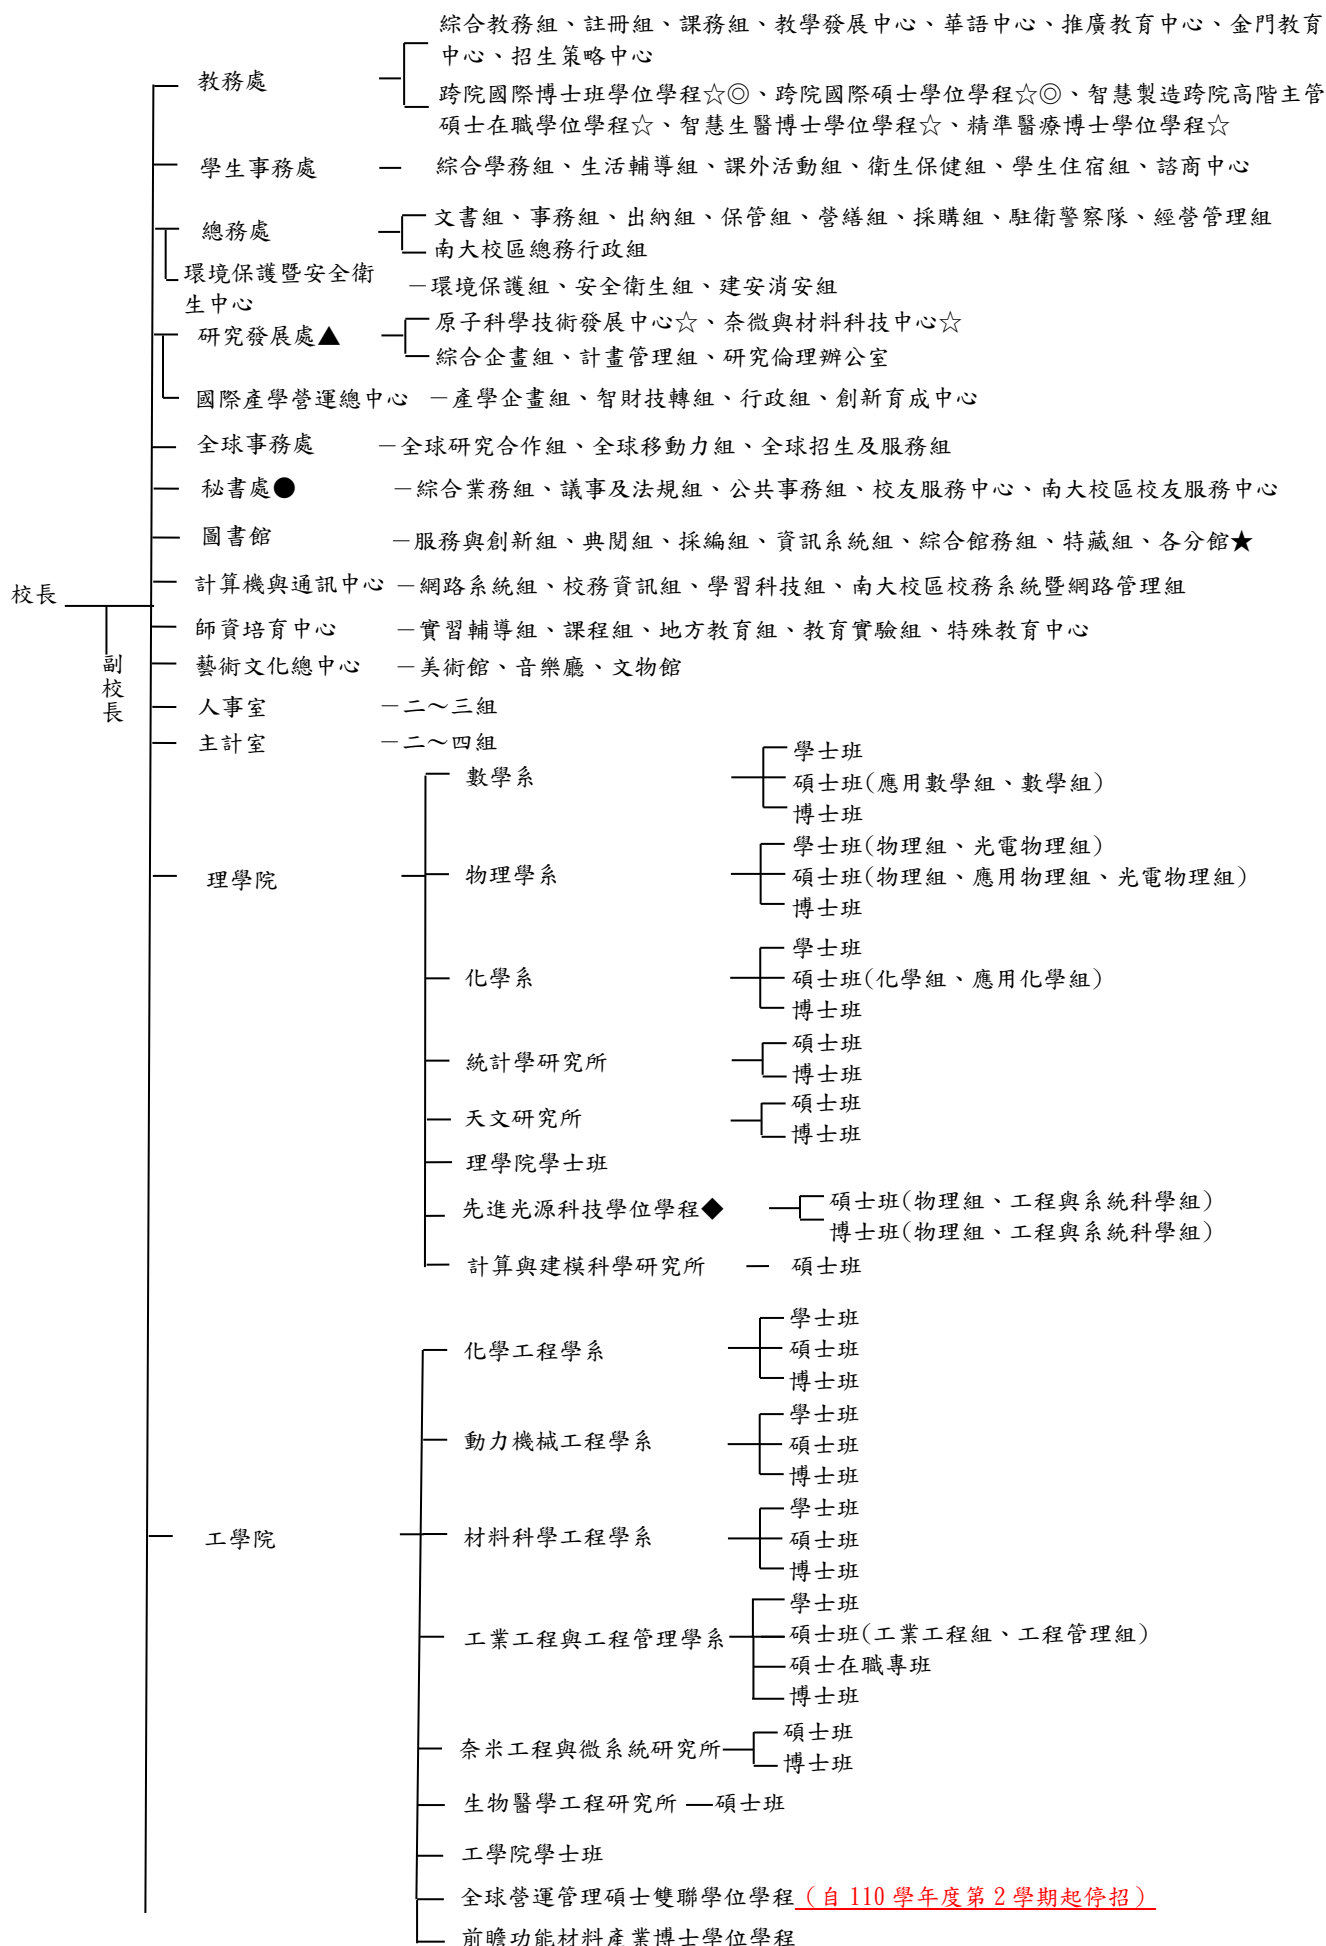 綜合教務組、註冊組、課務組、教學發展中心、華語中心、推廣教育中心、金門教育
中心、招生策略中心
教務處
跨院國際博士班學位學程☆◎、跨院國際碩士學位學程☆◎、智慧製造跨院高階主管
碩士在職學位學程☆、智慧生醫博士學位學程☆、精準醫療博士學位學程☆
學生事務處 綜合學務組、生活輔導組、課外活動組、衛生保健組、學生住宿組、諮商中心
文書組、事務組、出納組、保管組、營繕組、採購組、駐衛警察隊、經營管理組
總務處
南大校區總務行政組
環境保護暨安全衛
生中心
－環境保護組、安全衛生組、建安消安組
原子科學技術發展中心☆、奈微與材料科技中心☆
研究發展處▲
綜合企畫組、計畫管理組、研究倫理辦公室
國際產學營運總中心 －產學企畫組、智財技轉組、行政組、創新育成中心
全球事務處 －全球研究合作組、全球移動力組、全球招生及服務組
秘書處● －綜合業務組、議事及法規組、公共事務組、校友服務中心、南大校區校友服務中心
圖書館 －服務與創新組、典閱組、採編組、資訊系統組、綜合館務組、特藏組、各分館★
計算機與通訊中心 －網路系統組、校務資訊組、學習科技組、南大校區校務系統暨網路管理組
校長
師資培育中心 －實習輔導組、課程組、地方教育組、教育實驗組、特殊教育中心
副校長
藝術文化總中心 －美術館、音樂廳、文物館
人事室 －二～三組
主計室 －二～四組
學士班
數學系
碩士班(應用數學組、數學組)
博士班
學士班(物理組、光電物理組)
理學院
物理學系
碩士班(物理組、應用物理組、光電物理組)
博士班
學士班
化學系
碩士班(化學組、應用化學組)
博士班
碩士班
統計學研究所
博士班
碩士班
天文研究所
博士班
理學院學士班
碩士班(物理組、工程與系統科學組)
先進光源科技學位學程◆
博士班(物理組、工程與系統科學組)
計算與建模科學研究所 碩士班
學士班
化學工程學系
碩士班
博士班
學士班
動力機械工程學系
碩士班
博士班
學士班
工學院
材料科學工程學系
碩士班
博士班
學士班
工業工程與工程管理學系
碩士班(工業工程組、工程管理組)
碩士在職專班
博士班
碩士班
奈米工程與微系統研究所
博士班
生物醫學工程研究所 碩士班
工學院學士班
全球營運管理碩士雙聯學位學程（自 110 學年度第 2 學期起停招）
前瞻功能材料產業博士學位學程